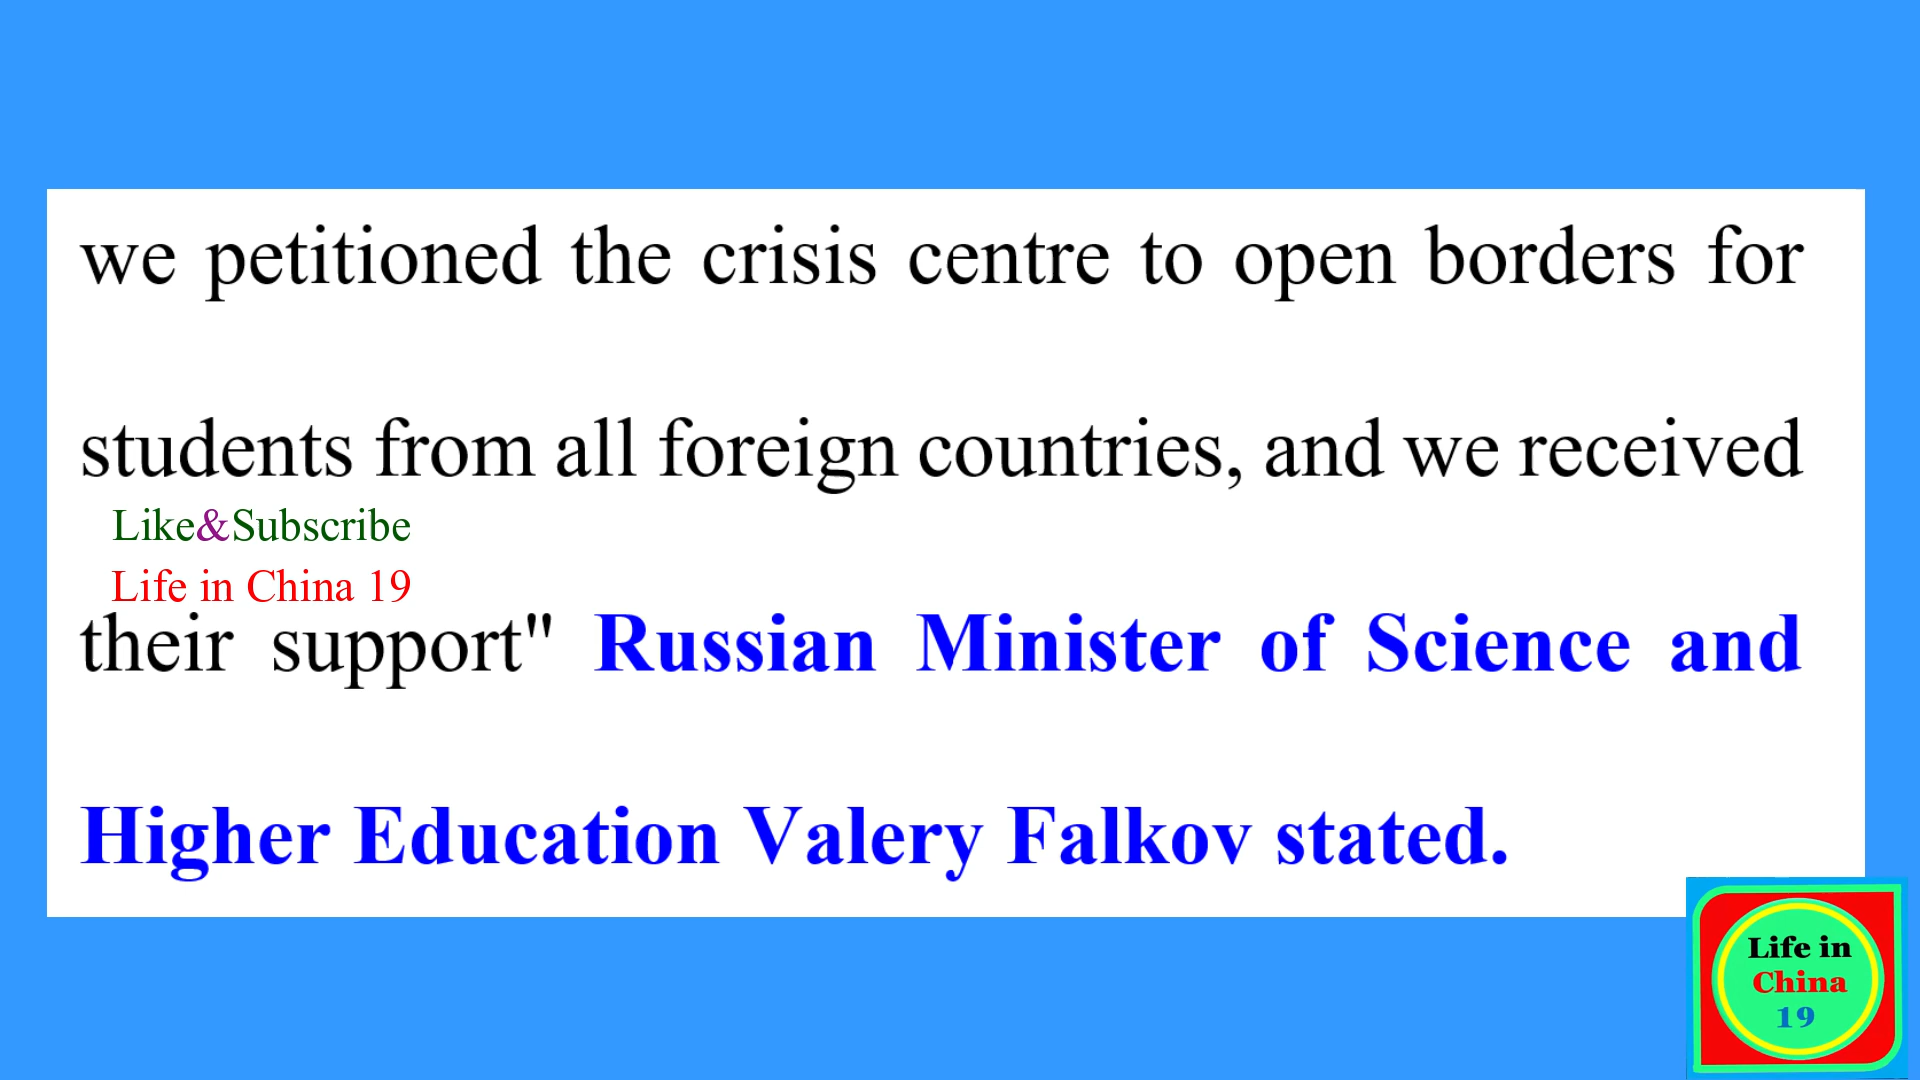 we petitioned the crisis centre to open borders for
students from all foreign countries, and we received
Like&Subscribe
Life in China 19
their support" Russian Minister of Science and
Higher Education Valery Falkov stated.
Life in
China
19